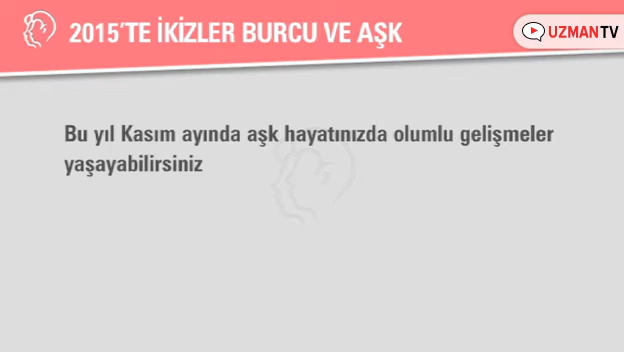 2015'TE İKİZLER BURCU VE AŞK
UZMANTV
Bu yıl Kasım ayında aşk hayatınızda olumlu gelişmeler
yaşayabilirsiniz